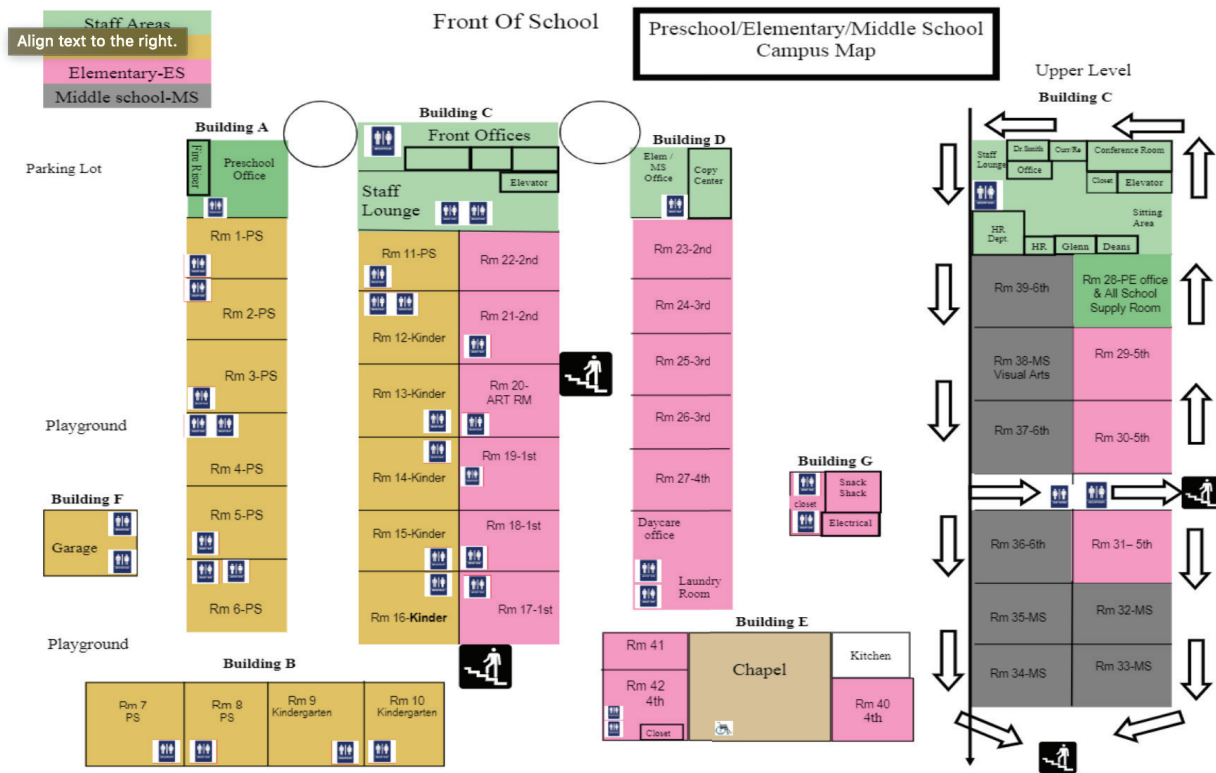 Staff Areas
Align text to the right.
Elementary-ES
Middle school-MS
Front Of School
Preschool/Elementary/Middle School
Campus Map
Parking Lot
Playground
Playground
Building A
Fire Riser
Preschool
Office
Rm 1-PS
Rm 2-PS
Rm 3-PS
Rm 4-PS
Rm 5-PS
Rm 6-PS
Building F
Garage
Building B
Rm 7
PS
Rm 8
PS
Rm 9
Kindergarten
Rm 10
Kindergarten
Building C
Front Offices
Elevator
Staff
Lounge
Rm 11-PS
Rm 12-Kinder
Rm 13-Kinder
Rm 14-Kinder
Rm 15-Kinder
Rm 16-Kinder
Rm 22-2nd
Rm 21-2nd
Rm 20-
ART RM
Rm 19-1st
Rm 18-1st
Rm 17-1st
Building D
Elem /
MS
Office
Copy
Center
Rm 23-2nd
Rm 24-3rd
Rm 25-3rd
Rm 26-3rd
Rm 27-4th
Daycare
office
Laundry
Room
Building G
closet
Snack
Shack
Electrical
Building E
Rm 41
Rm 42
4th
Closet
Chapel
Kitchen
Rm 40
4th
Upper Level
Building C
Staff
Lounge
Dr.Smith
Office
Curr/Re
Conference Room
Closet
Elevator
Sitting
Area
HR
Dept.
HR
Glenn
Deans
Rm 39-6th
Rm 28-PE office
& All School
Supply Room
Rm 38-MS
Visual Arts
Rm 29-5th
Rm 37-6th
Rm 30-5th
Rm 36-6th
Rm 31– 5th
Rm 35-MS
Rm 32-MS
Rm 34-MS
Rm 33-MS